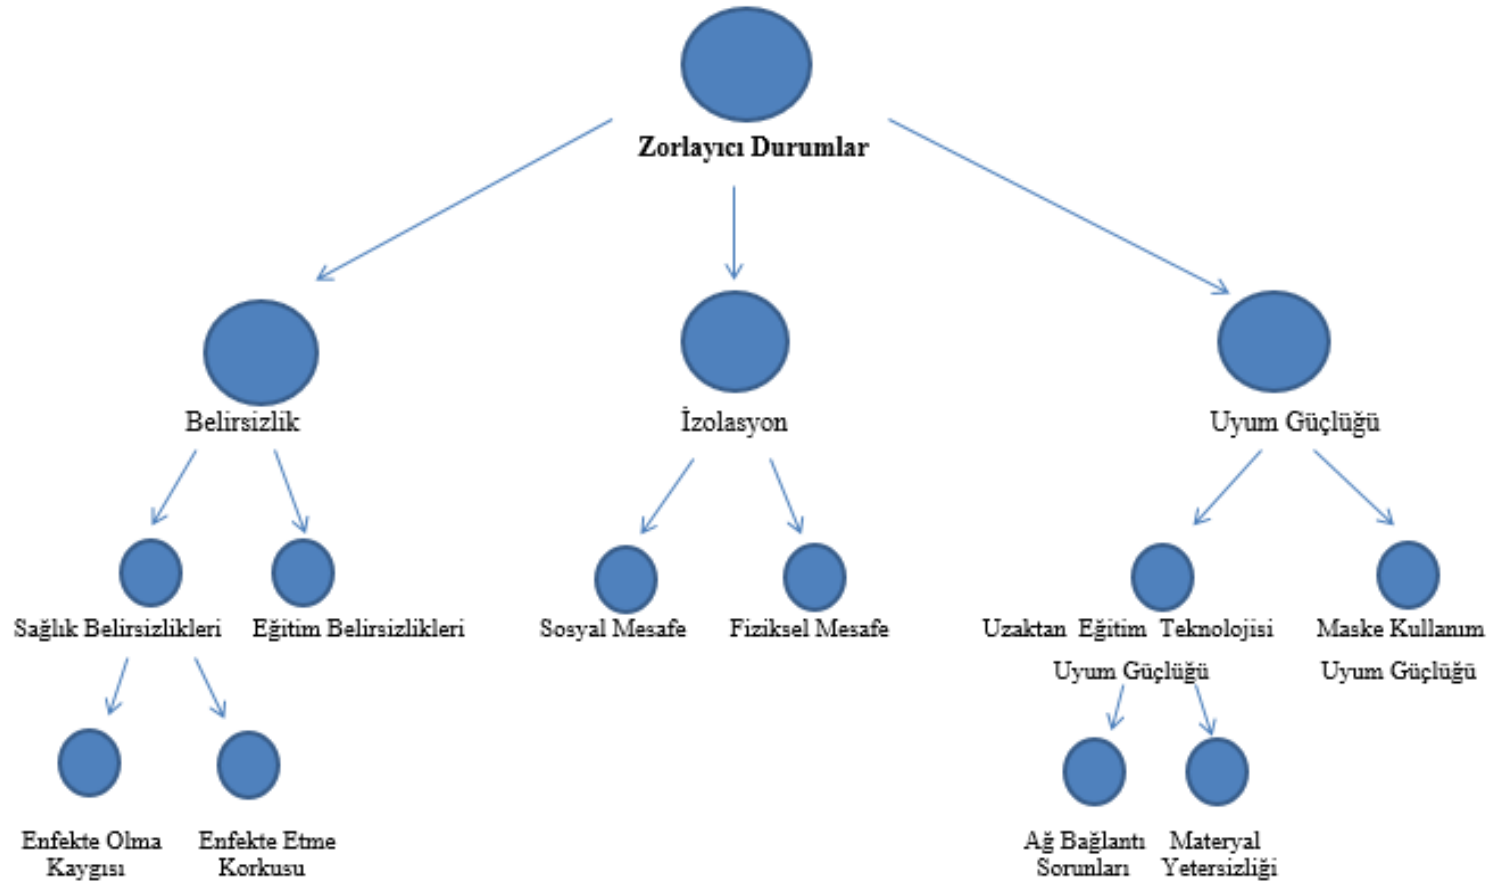 Zorlayıcı Durumlar
Belirsizlik
İzolasyon
Uyum Güçlüğü
Sağlık Belirsizlikleri
Eğitim Belirsizlikleri
Sosyal Mesafe
Fiziksel Mesafe
Uzaktan Eğitim Teknolojisi
Uyum Güçlüğü
Maske Kullanım
Uyum Güçlüğü
Enfekte Olma
Kaygısı
Enfekte Etme
Korkusu
Ağ Bağlantı
Sorunları
Materyal
Yetersizliği